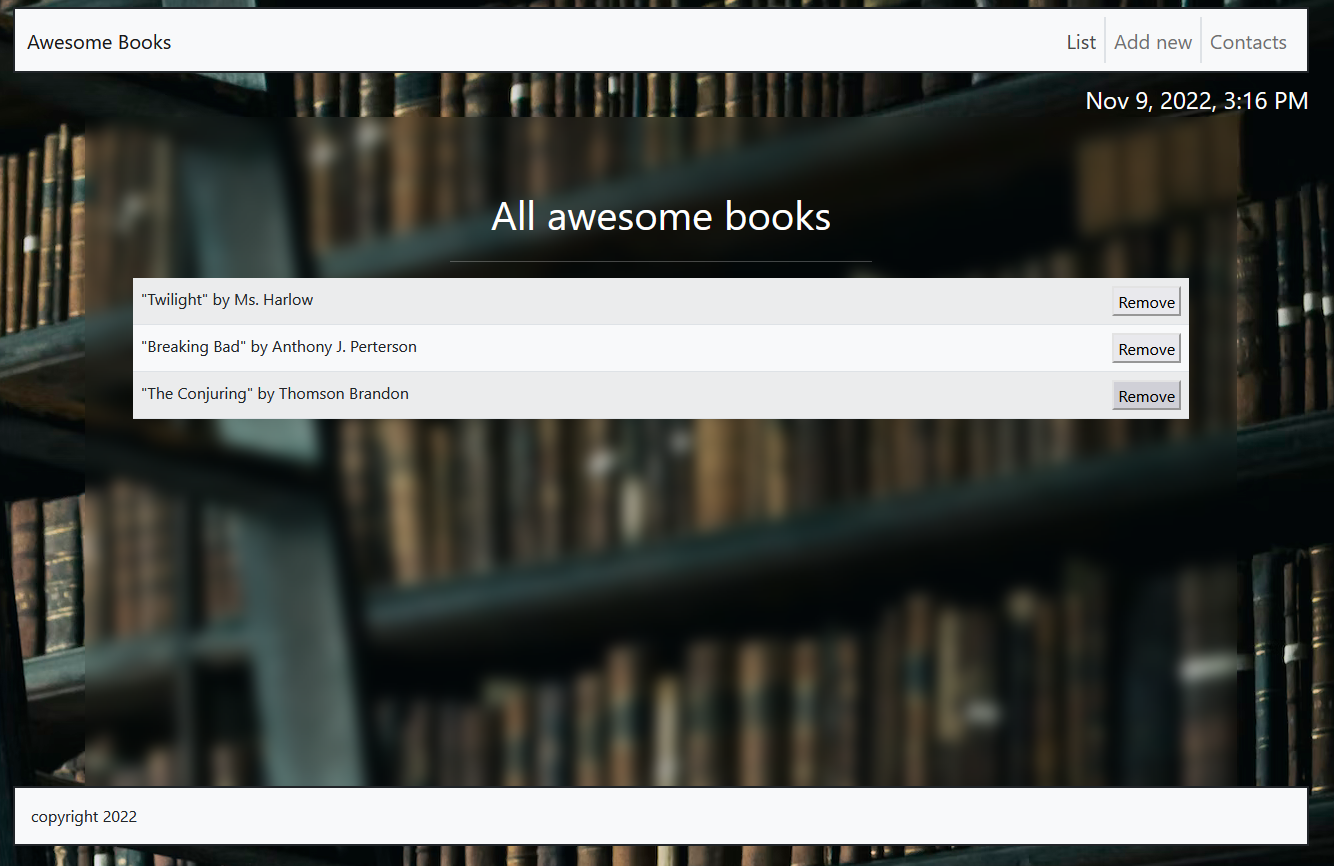 Awesome Books
List Add new Contacts
Nov 9, 2022, 3:16 PM
All awesome books
"Twilight" by Ms. Harlow Remove
"Breaking Bad" by Anthony J. Perterson Remove
"The Conjuring" by Thomson Brandon Remove
copyright 2022